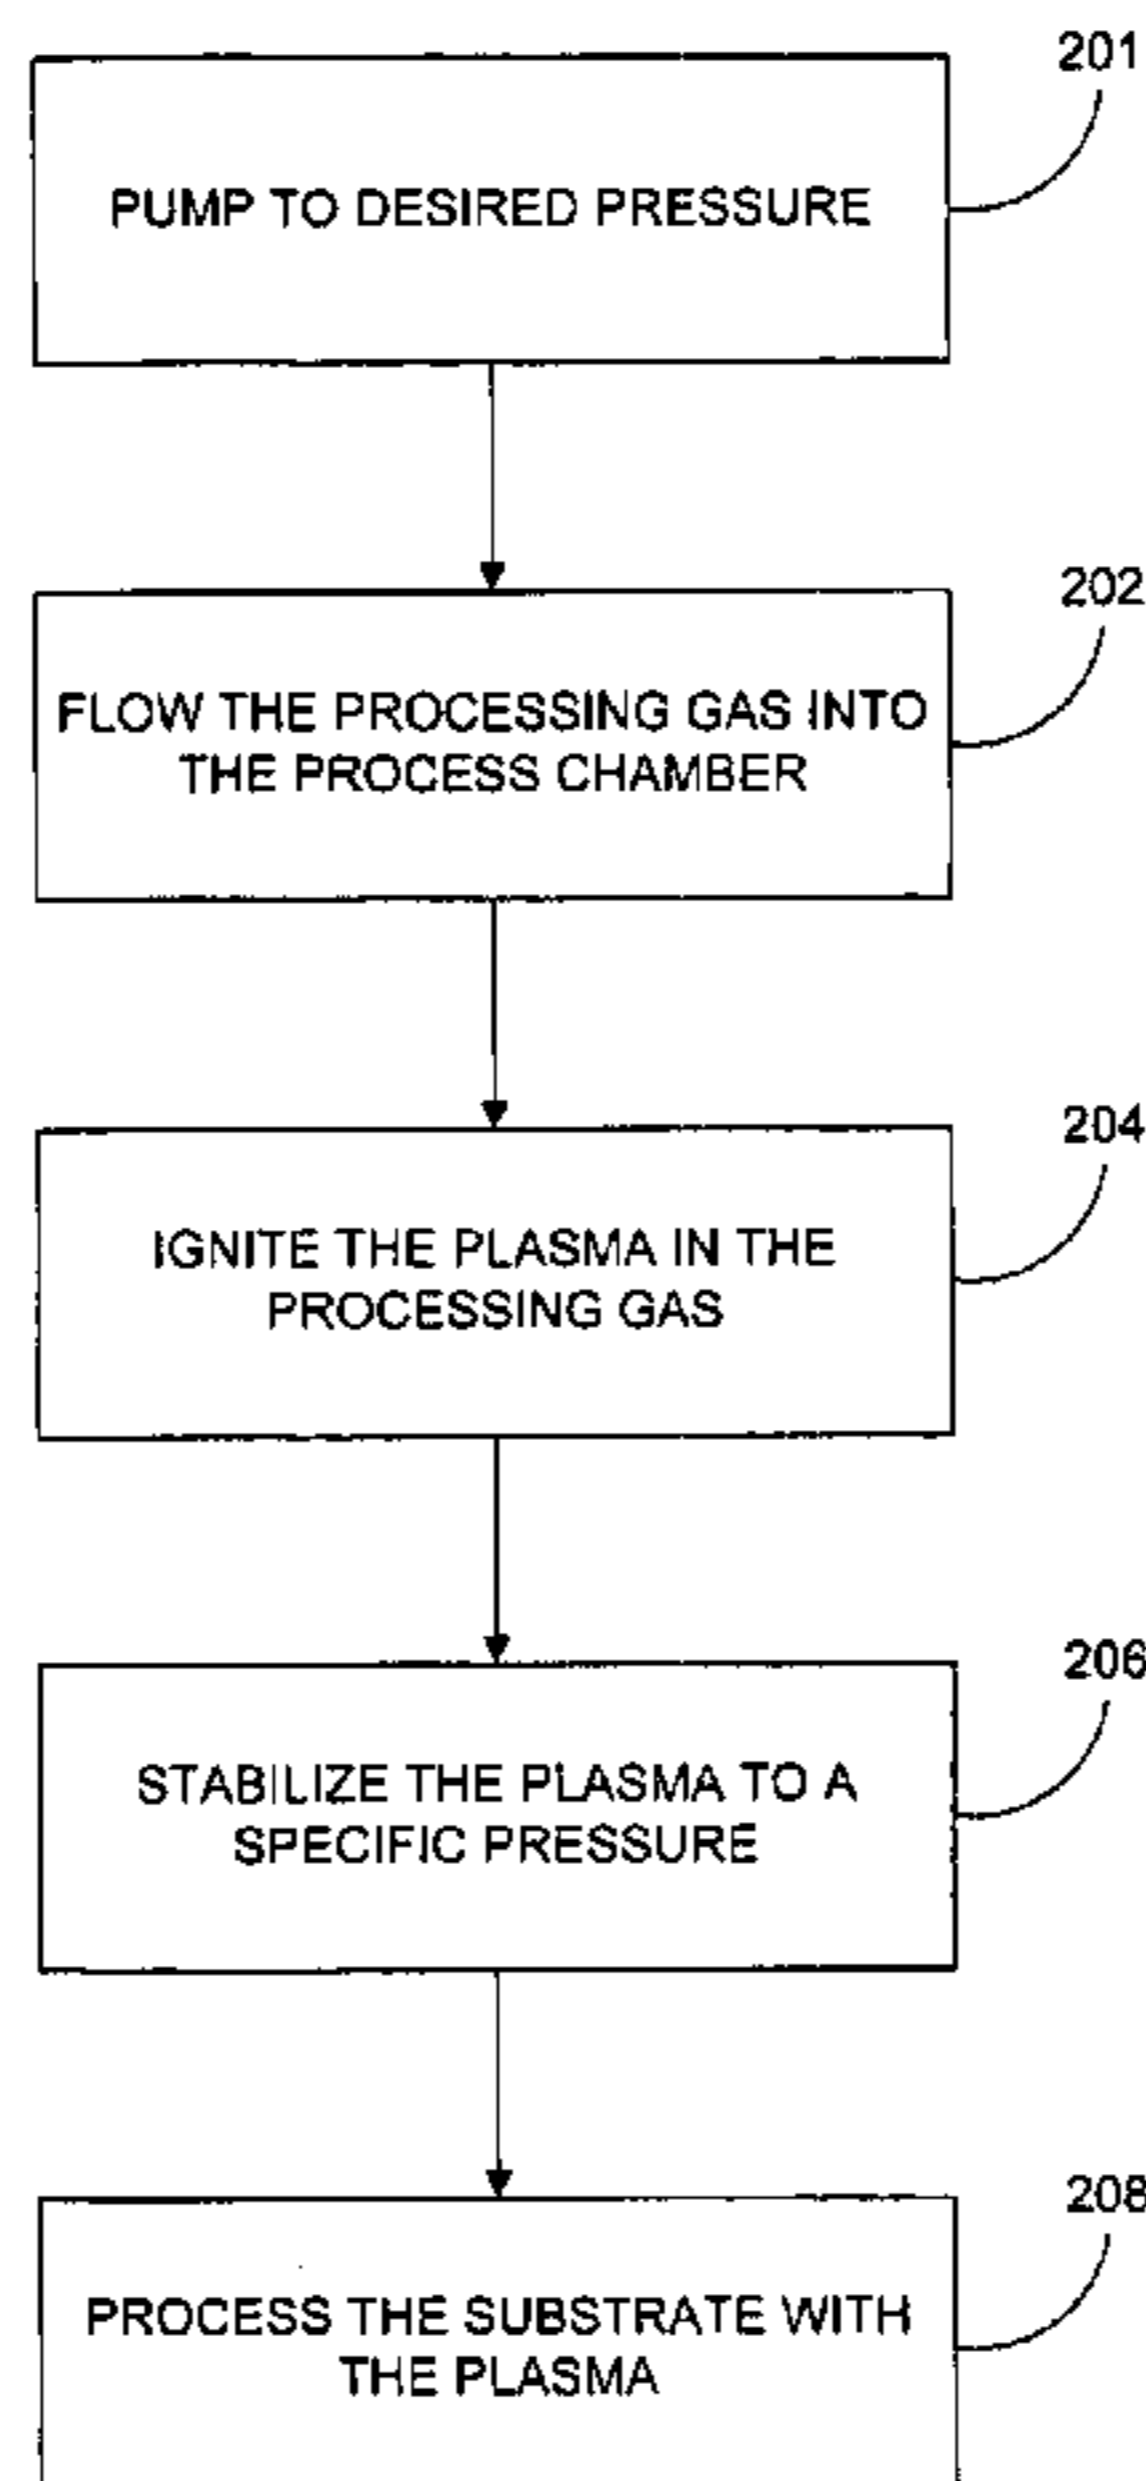 201
PUMP TO DESIRED PRESSURE
202
FLOW THE PROCESSING GAS INTO
THE PROCESS CHAMBER
204
IGNITE THE PLASMA IN THE
PROCESSING GAS
206
STABILIZE THE PLASMA TO A
SPECIFIC PRESSURE
208
PROCESS THE SUBSTRATE WITH
THE PLASMA